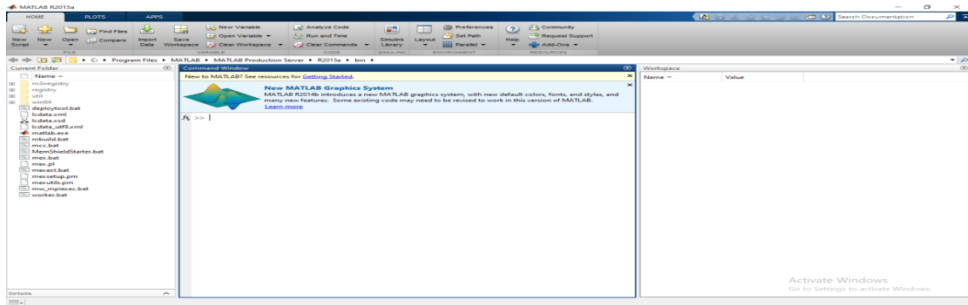 MATLAB R2015a
HOME PLOTS APPS
Search Documentation
New Script
New
Open
Find Files
Compare
Import Data
Save Workspace
New Variable
Open Variable
Clear Workspace
Analyze Code
Run and Time
Clear Commands
Simulink Library
Layout
Preferences
Set Path
Parallel
Help
Community
Request Support
Add-Ons
FILE VARIABLE CODE SIMULINK ENVIRONMENT RESOURCES
C: Program Files MATLAB MATLAB Production Server R2015a bin
Current Folder
Name
m3iregistry
registry
util
win64
deploytool.bat
lcdata.xml
lcdata.xsd
lcdata_utf8.xml
matlab.exe
mbuild.bat
mcc.bat
MemShieldStarter.bat
mex.bat
mex.pl
mexext.bat
mexsetup.pm
mexutils.pm
mw_mpiexec.bat
worker.bat
Details
Command Window
New to MATLAB? See resources for Getting Started.
New MATLAB Graphics System
MATLAB R2014b introduces a new MATLAB graphics system, with new default colors, fonts, and styles, and
many new features. Some existing code may need to be revised to work in this version of MATLAB.
Learn more
fx >>
Workspace
Name Value
Activate Windows
Go to Settings to activate Windows.